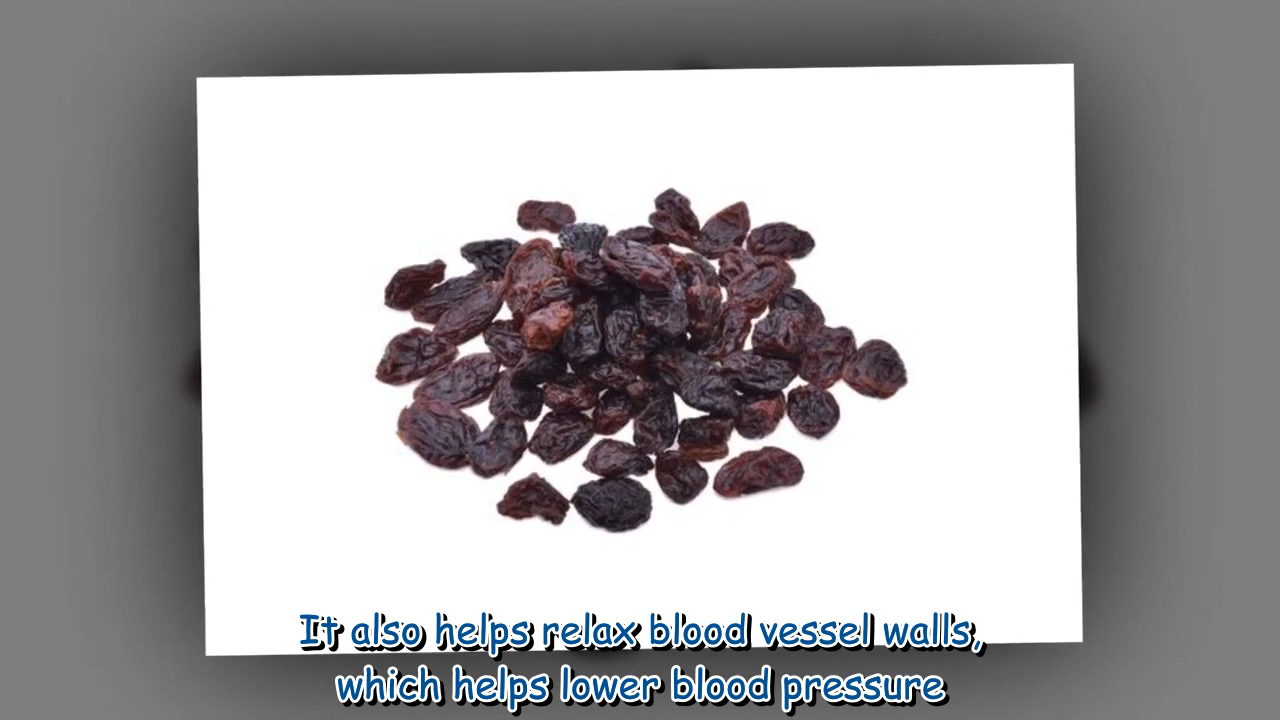 It also helps relax blood vessel walls,
which helps lower blood pressure